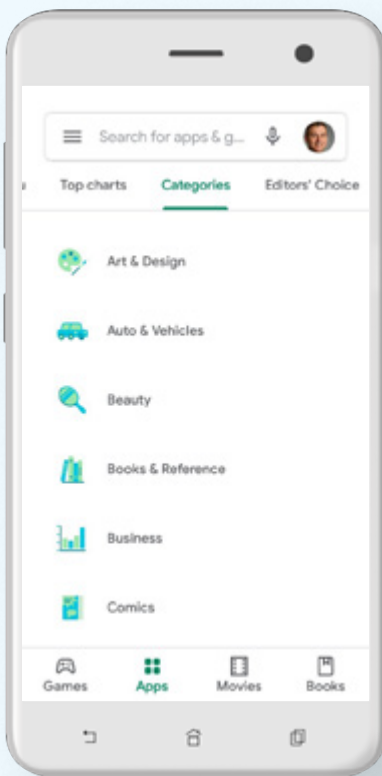 Search for apps & g...
Top charts Categories Editors' Choice
Art & Design
Auto & Vehicles
Beauty
Books & Reference
Business
Comics
Games Apps Movies Books